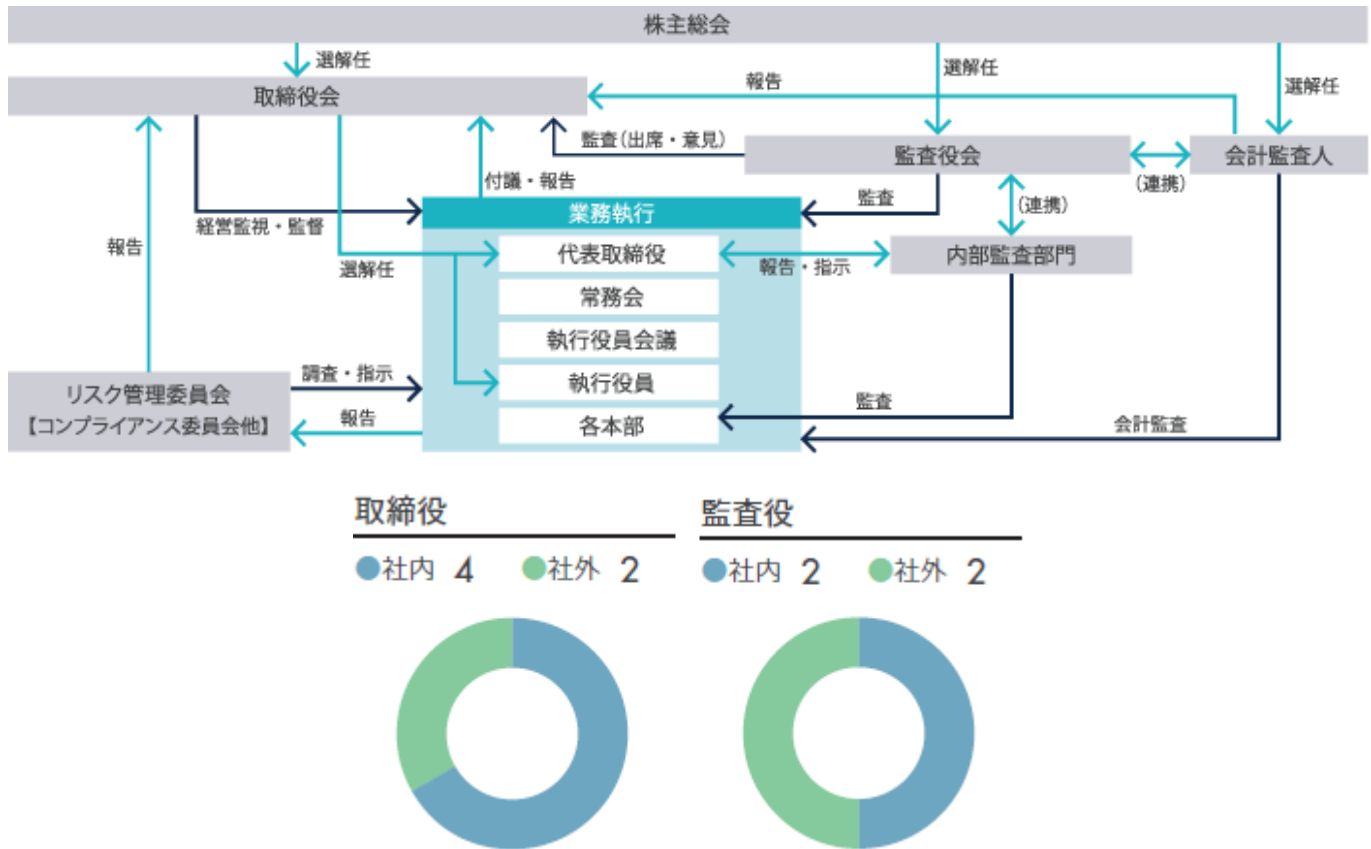 株主総会
選解任
選解任
選解任
取締役会
報告
監査(出席・意見)
監査役会
会計監査人
(連携)
付議・報告
監査
(連携)
業務執行
経営監視・監督
報告
選解任
代表取締役
報告・指示
内部監査部門
常務会
執行役員会議
調査・指示
執行役員
リスク管理委員会
【コンプライアンス委員会他】
報告
各本部
監査
会計監査
取締役
社内 4 社外 2
監査役
社内 2 社外 2